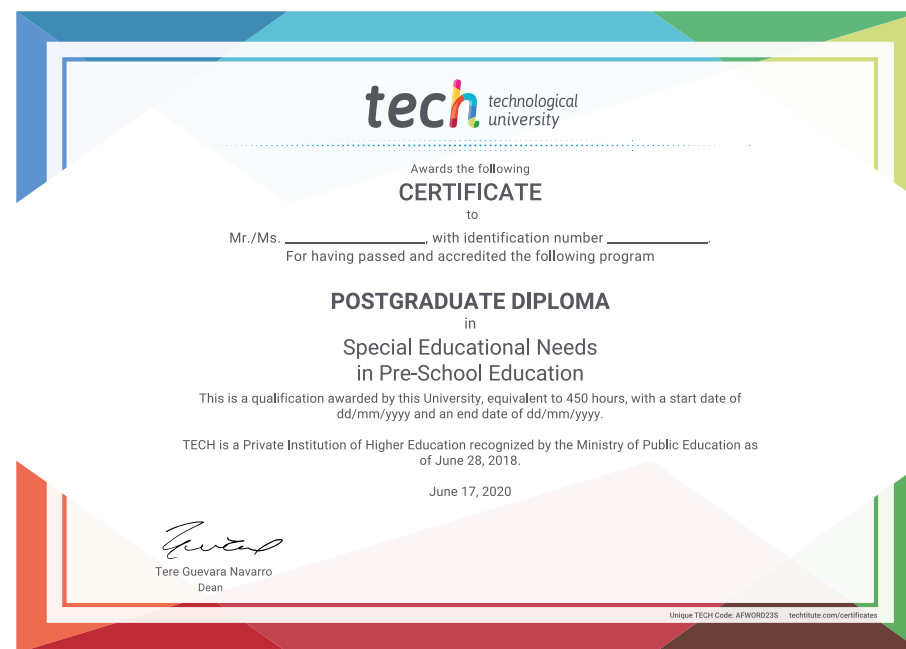 tech technological
university
Awards the following
CERTIFICATE
to
Mr./Ms. ____________________, with identification number ______________.
For having passed and accredited the following program
POSTGRADUATE DIPLOMA
in
Special Educational Needs
in Pre-School Education
This is a qualification awarded by this University, equivalent to 450 hours, with a start date of
dd/mm/yyyy and an end date of dd/mm/yyyy.
TECH is a Private Institution of Higher Education recognized by the Ministry of Public Education as
of June 28, 2018.
June 17, 2020
Tere Guevara Navarro
Dean
Unique TECH Code: AFWORD23S techtitute.com/certificates